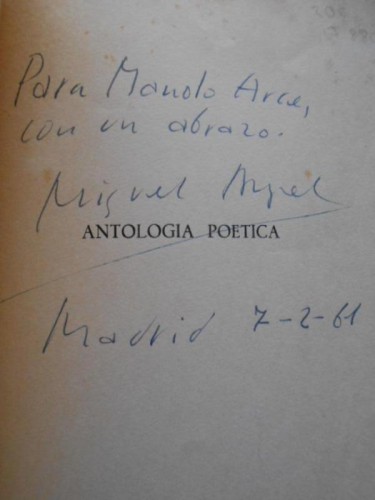 Para Manolo Arce,
con un abrazo.
Miguel Angel
ANTOLOGIA POETICA
Madrid 7-2-61